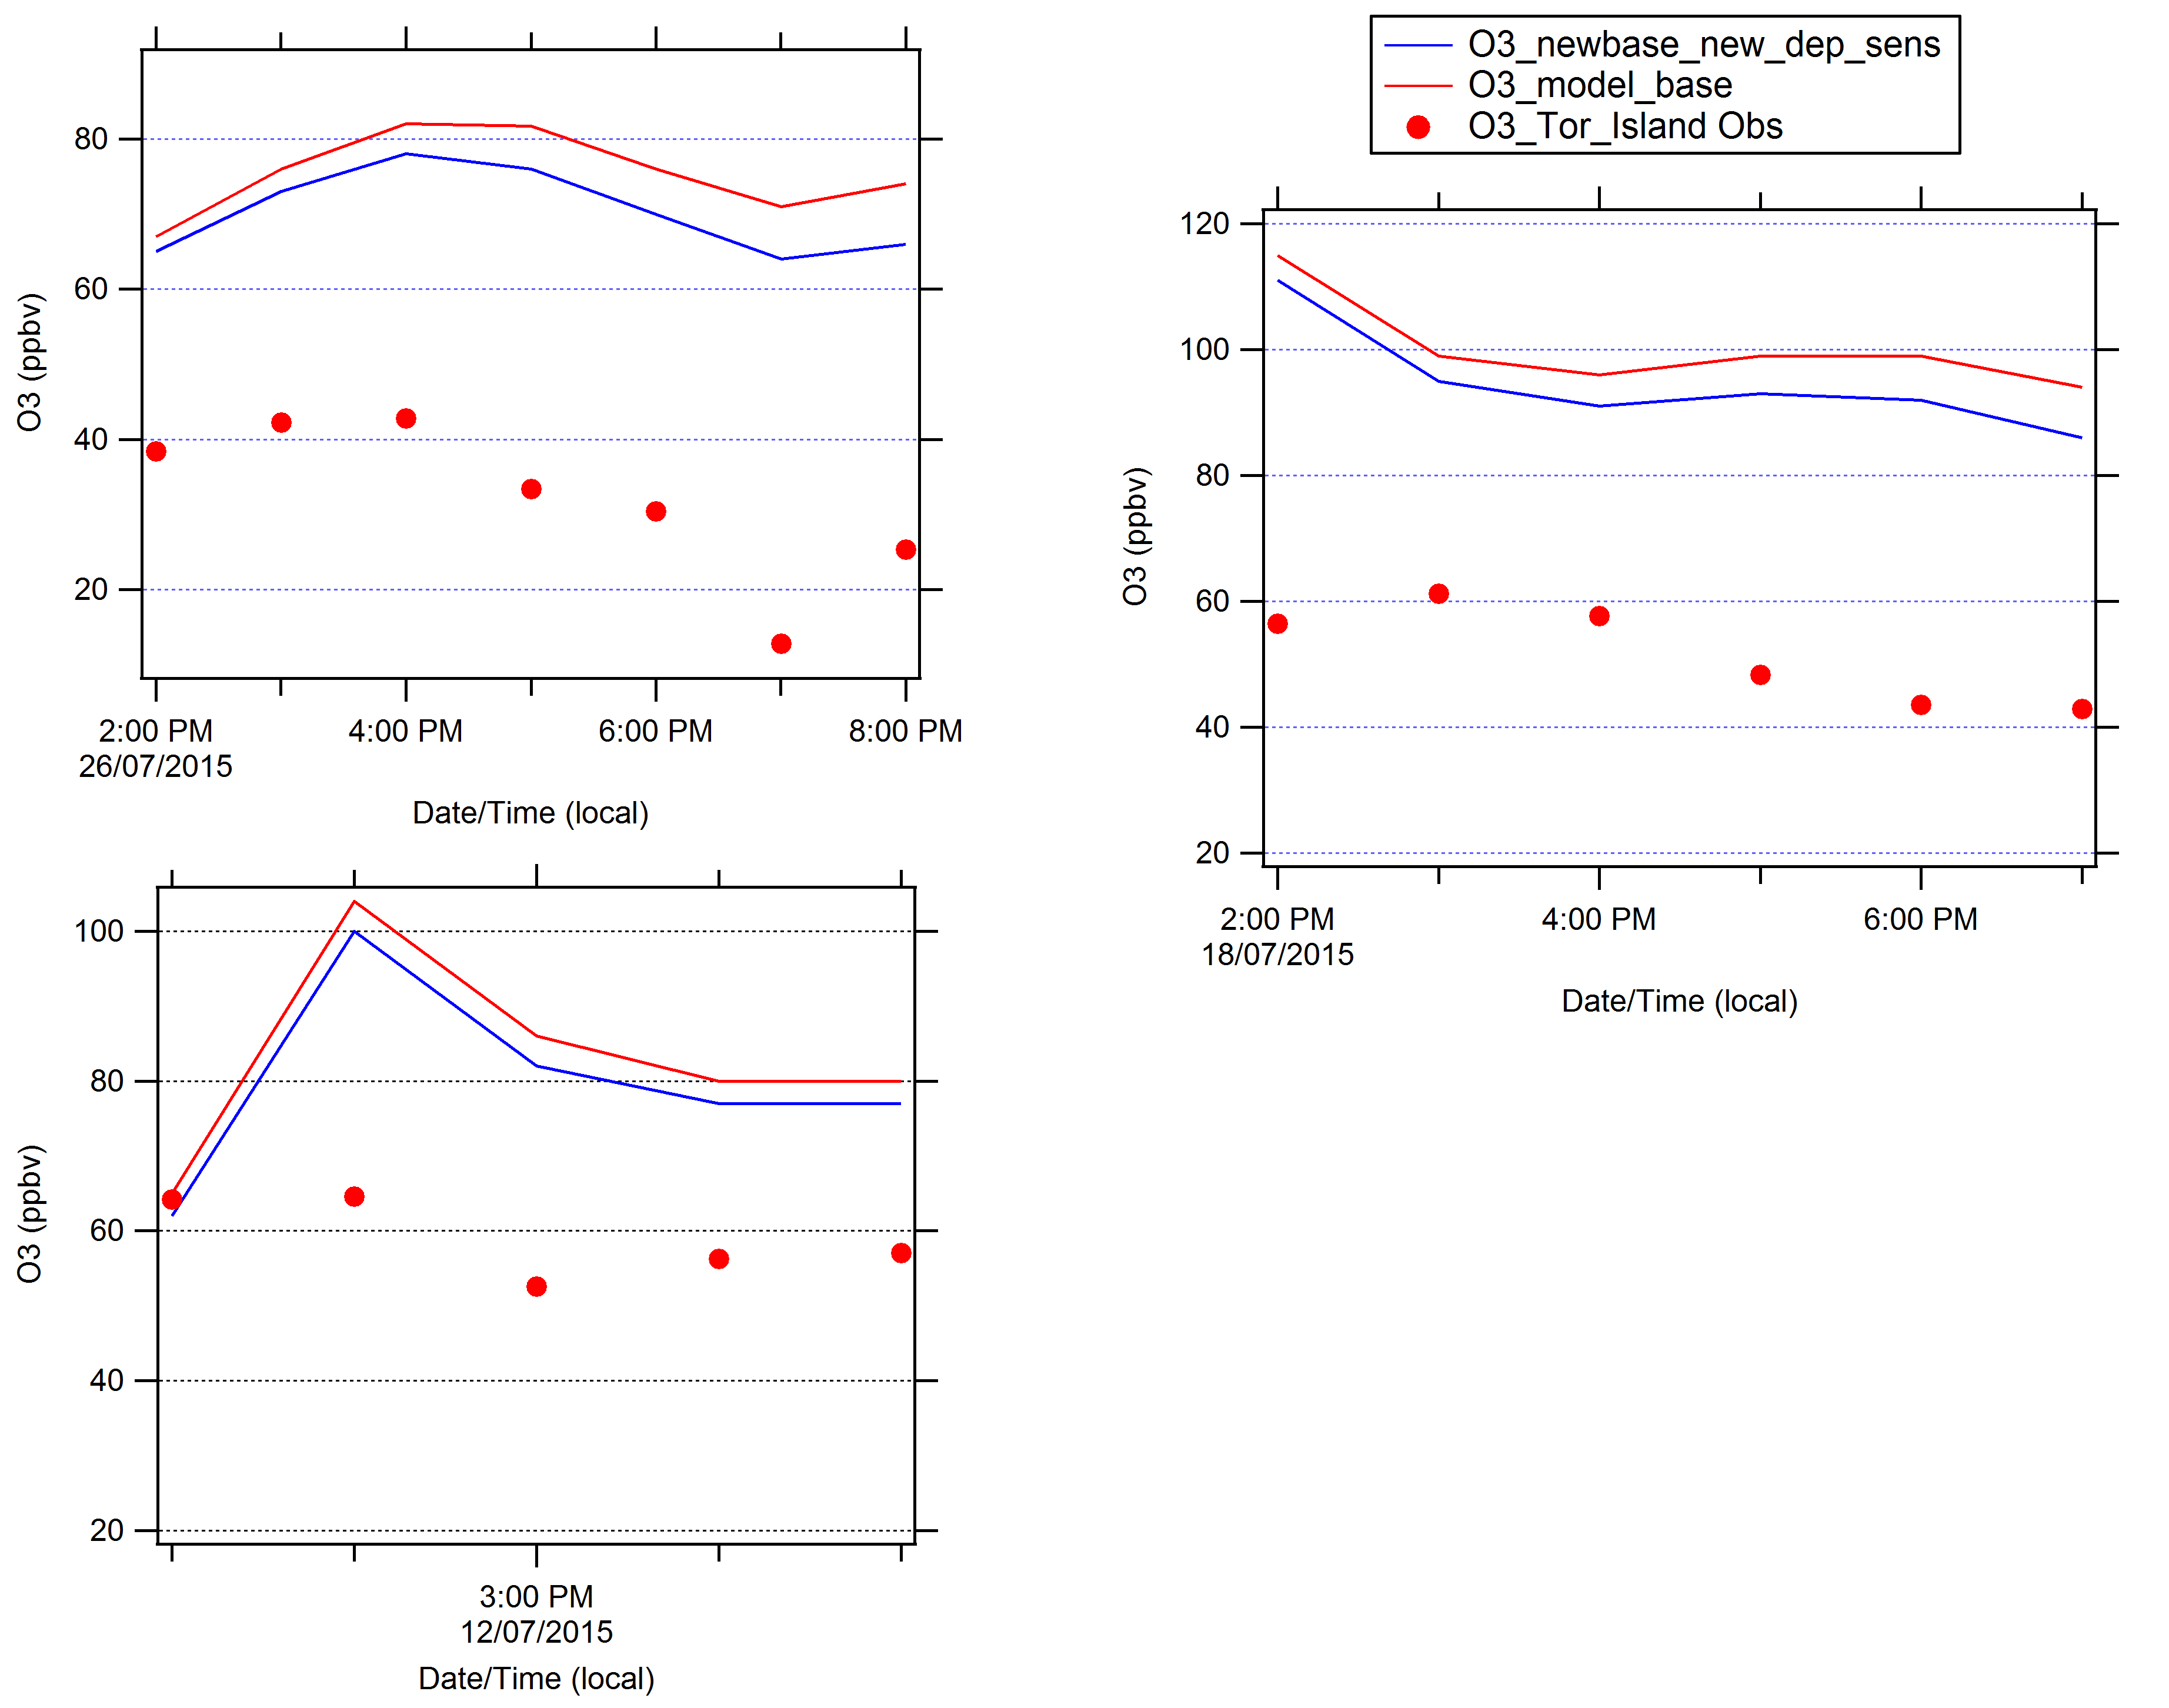 O3_newbase_new_dep_sens
O3_model_base
O3_Tor_Island Obs
80
60
40
20
O3 (ppbv)
2:00 PM 4:00 PM 6:00 PM 8:00 PM
26/07/2015
Date/Time (local)
120
100
80
60
40
20
O3 (ppbv)
2:00 PM 4:00 PM 6:00 PM
18/07/2015
Date/Time (local)
100
80
60
40
20
O3 (ppbv)
3:00 PM
12/07/2015
Date/Time (local)